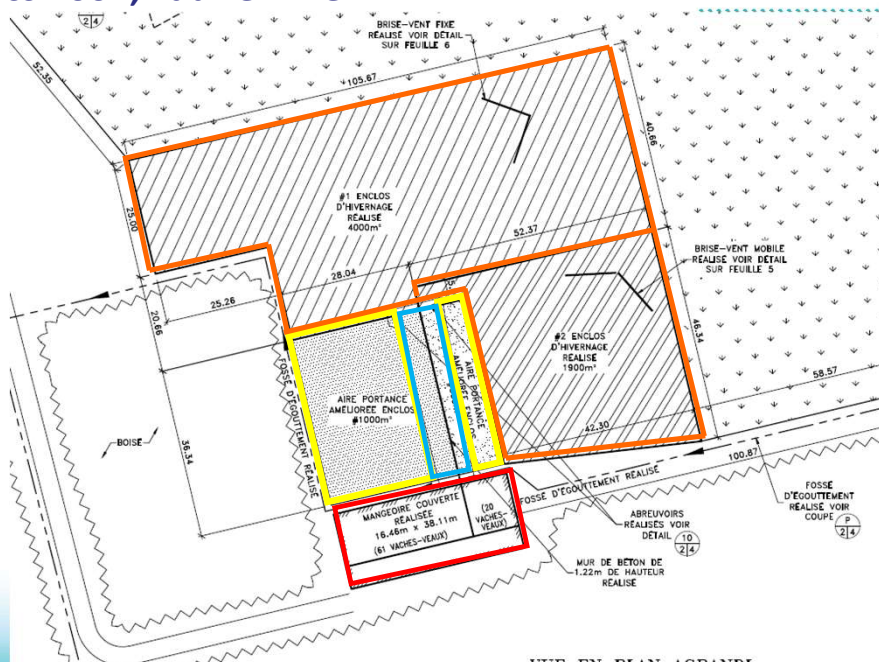 2 4
BRISE-VENT FIXE
RÉALISÉ VOIR DÉTAIL
SUR FEUILLE 6
52.35
105.67
40.66
25.00
#1 ENCLOS
D'HIVERNAGE
RÉALISÉ
4000m²
52.37
BRISE-VENT MOBILE
RÉALISÉ VOIR DÉTAIL
SUR FEUILLE 5
28.04
25.26
20.66
#2 ENCLOS
D'HIVERNAGE
RÉALISÉ
1900m²
46.34
58.57
AIRE PORTANCE
AMÉLIORÉE ENCLOS
AIRE PORTANCE
AMÉLIORÉE ENCLOS
#1000m²
FOSSÉ D'ÉGOUTTEMENT RÉALISÉ
BOISÉ
36.34
42.30
100.87
FOSSÉ D'ÉGOUTTEMENT RÉALISÉ
FOSSÉ
D'ÉGOUTTEMENT
RÉALISÉ VOIR
COUPE
P
2 4
MANGEOIRE COUVERTE
RÉALISÉE
16.46m x 38.11m
(61 VACHES-VEAUX)
(20
VACHES-
VEAUX)
ABREUVOIRS
RÉALISÉS VOIR
DÉTAIL
10
2 4
MUR DE BÉTON DE
1.22m DE HAUTEUR
RÉALISÉ